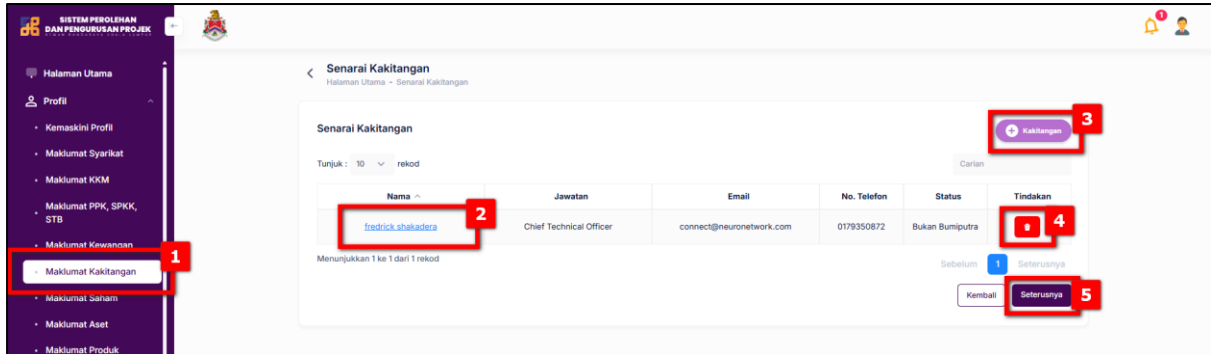 SISTEM PEROLEHAN
DAN PENGURUSAN PROJEK
1
Halaman Utama
Profil
Kemaskini Profil
Maklumat Syarikat
Maklumat KKM
Maklumat PPK, SPKK,
STB
Maklumat Kewangan
Maklumat Kakitangan
1
Maklumat Saham
Maklumat Aset
Maklumat Produk
Senarai Kakitangan
Halaman Utama - Senarai Kakitangan
Senarai Kakitangan
Kakitangan
3
Tunjuk : 10 rekod
Carian
Nama Jawatan Email No. Telefon Status Tindakan
fredrick shakadera Chief Technical Officer connect@neuronetwork.com 0179350872 Bukan Bumiputra
2
4
Menunjukkan 1 ke 1 dari 1 rekod
Sebelum 1 Seterusnya
Kembali Seterusnya
5